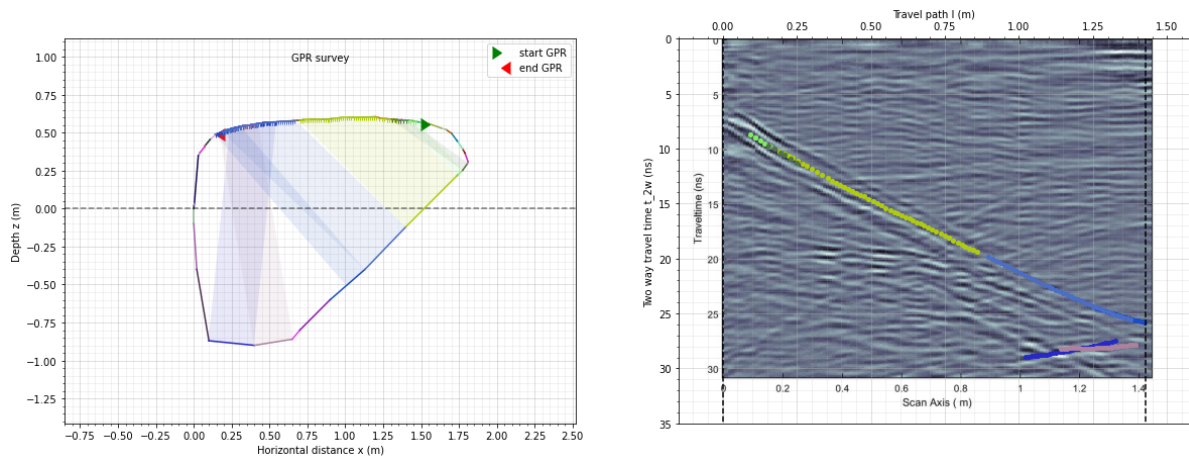 GPR survey
start GPR
end GPR
1.00
0.75
0.50
0.25
0.00
−0.25
−0.50
−0.75
−1.00
−1.25
Depth z (m)
−0.75 −0.50 −0.25 0.00 0.25 0.50 0.75 1.00 1.25 1.50 1.75 2.00 2.25 2.50
Horizontal distance x (m)
Travel path l (m)
0.00 0.25 0.50 0.75 1.00 1.25 1.50
0
5
10
15
20
25
30
35
Two way travel time t_2w (ns)
0
5
10
15
20
25
30
Traveltime (ns)
0 0.2 0.4 0.6 0.8 1 1.2 1.4
Scan Axis ( m)